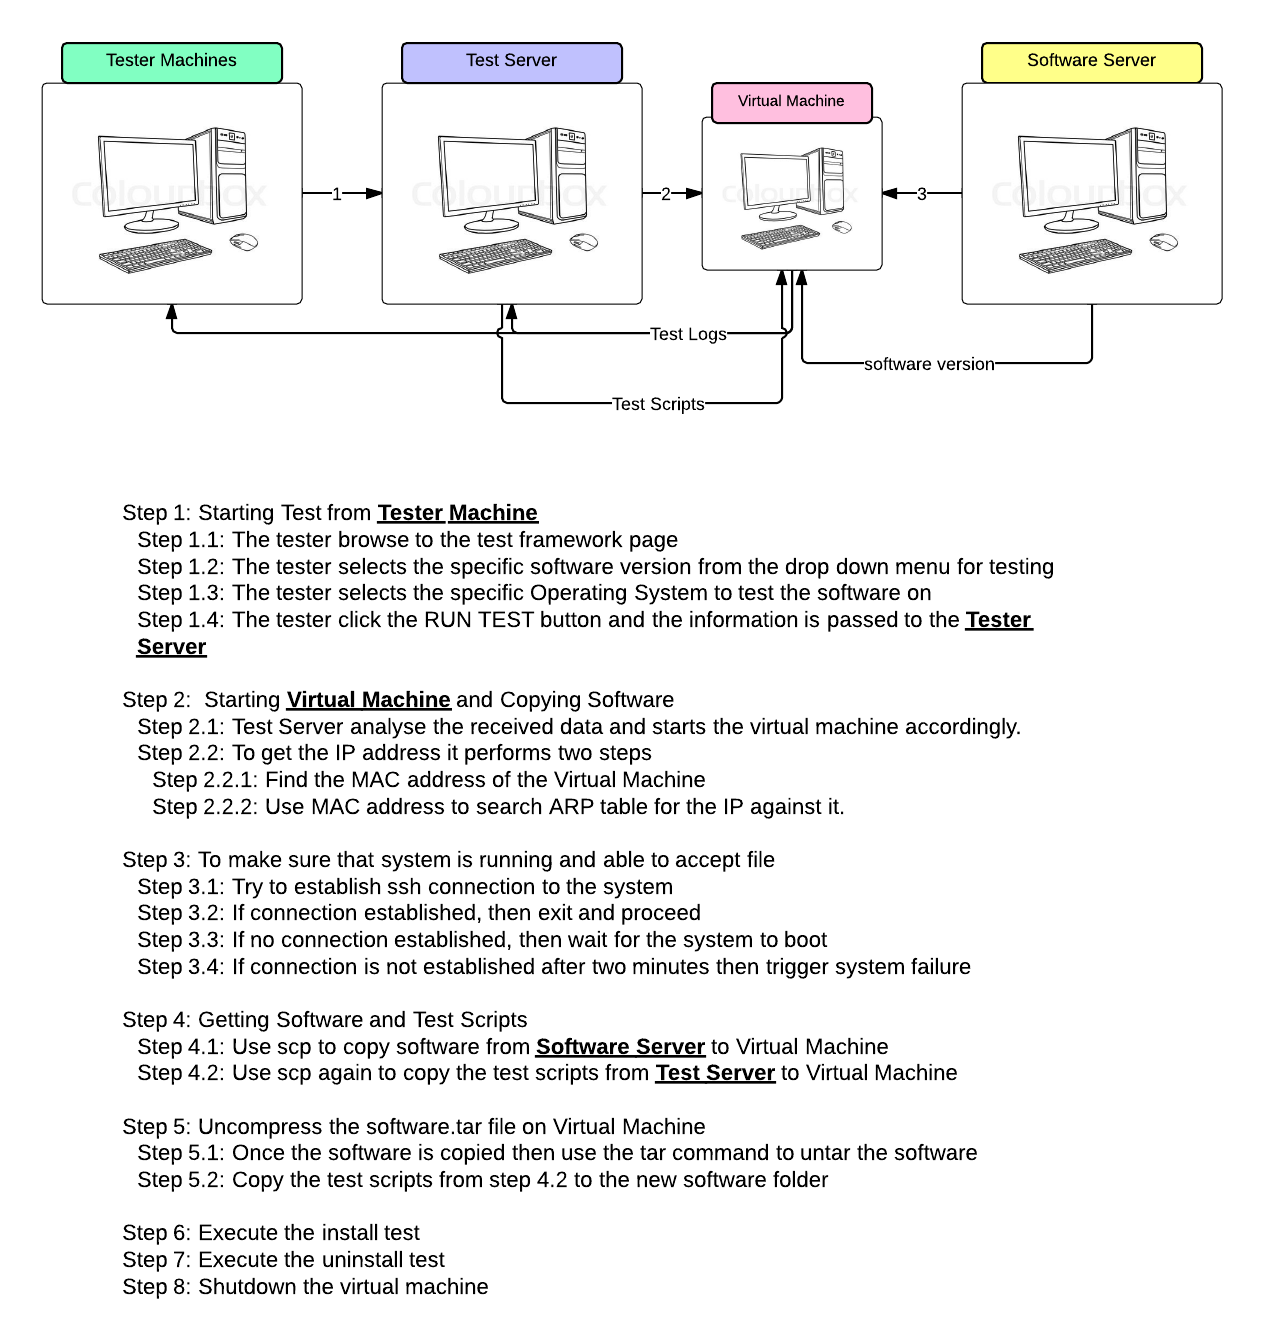 Tester Machines
Test Server
Software Server
Virtual Machine
colourbox
colourbox
colourbox
colourbox
1
2
3
Test Logs
software version
Test Scripts
Step 1: Starting Test from Tester Machine
Step 1.1: The tester browse to the test framework page
Step 1.2: The tester selects the specific software version from the drop down menu for testing
Step 1.3: The tester selects the specific Operating System to test the software on
Step 1.4: The tester click the RUN TEST button and the information is passed to the Tester
Server
Step 2:  Starting Virtual Machine and Copying Software
Step 2.1: Test Server analyse the received data and starts the virtual machine accordingly.
Step 2.2: To get the IP address it performs two steps
Step 2.2.1: Find the MAC address of the Virtual Machine
Step 2.2.2: Use MAC address to search ARP table for the IP against it.
Step 3: To make sure that system is running and able to accept file
Step 3.1: Try to establish ssh connection to the system
Step 3.2: If connection established, then exit and proceed
Step 3.3: If no connection established, then wait for the system to boot
Step 3.4: If connection is not established after two minutes then trigger system failure
Step 4: Getting Software and Test Scripts
Step 4.1: Use scp to copy software from Software Server to Virtual Machine
Step 4.2: Use scp again to copy the test scripts from Test Server to Virtual Machine
Step 5: Uncompress the software.tar file on Virtual Machine
Step 5.1: Once the software is copied then use the tar command to untar the software
Step 5.2: Copy the test scripts from step 4.2 to the new software folder
Step 6: Execute the install test
Step 7: Execute the uninstall test
Step 8: Shutdown the virtual machine